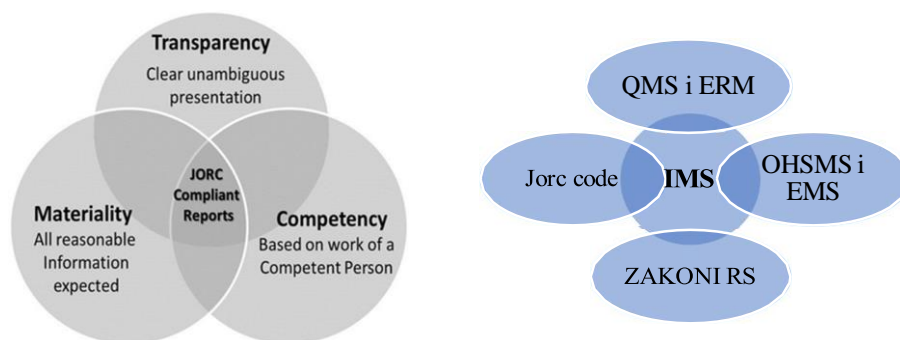 Transparency
Clear unambiguous
presentation
JORC
Compliant
Reports
Materiality
All reasonable
Information
expected
Competency
Based on work of a
Competent Person
QMS i ERM
Jorc code
IMS
OHSMS i
EMS
ZAKONI RS